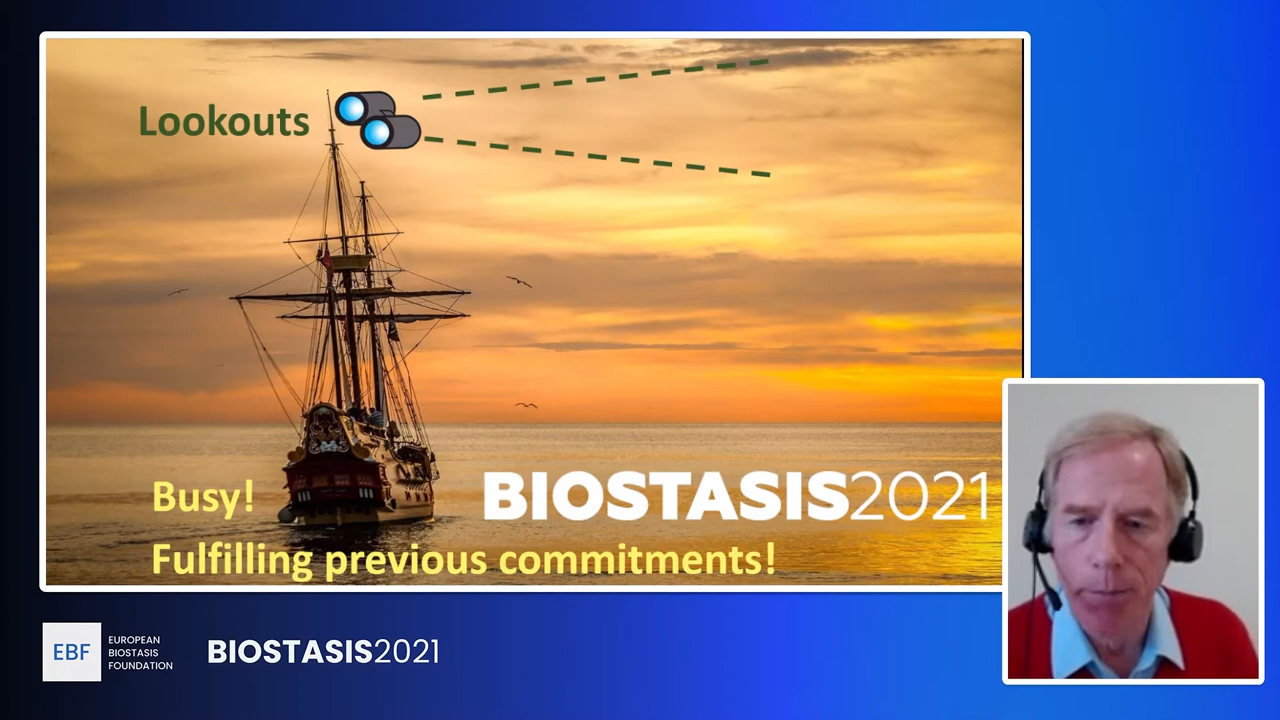 Lookouts
Busy!
Fulfilling previous commitments!
BIOSTASIS2021
EBF
EUROPEAN
BIOSTASIS
FOUNDATION
BIOSTASIS2021